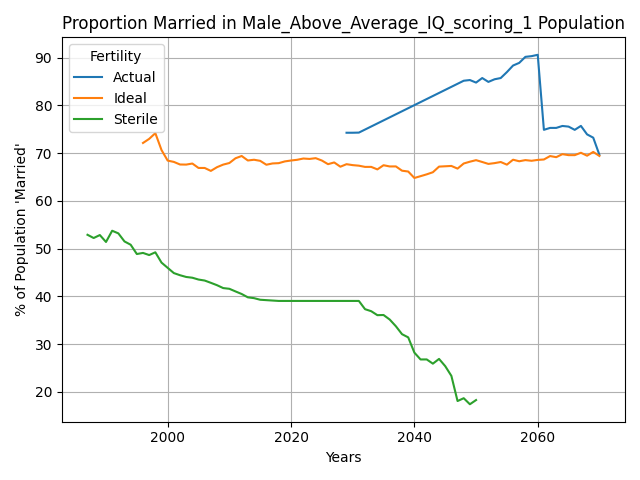 Proportion Married in Male_Above_Average_IQ_scoring_1 Population
Fertility
Actual
Ideal
Sterile
% of Population 'Married'
90
80
70
60
50
40
30
20
2000
2020
2040
2060
Years